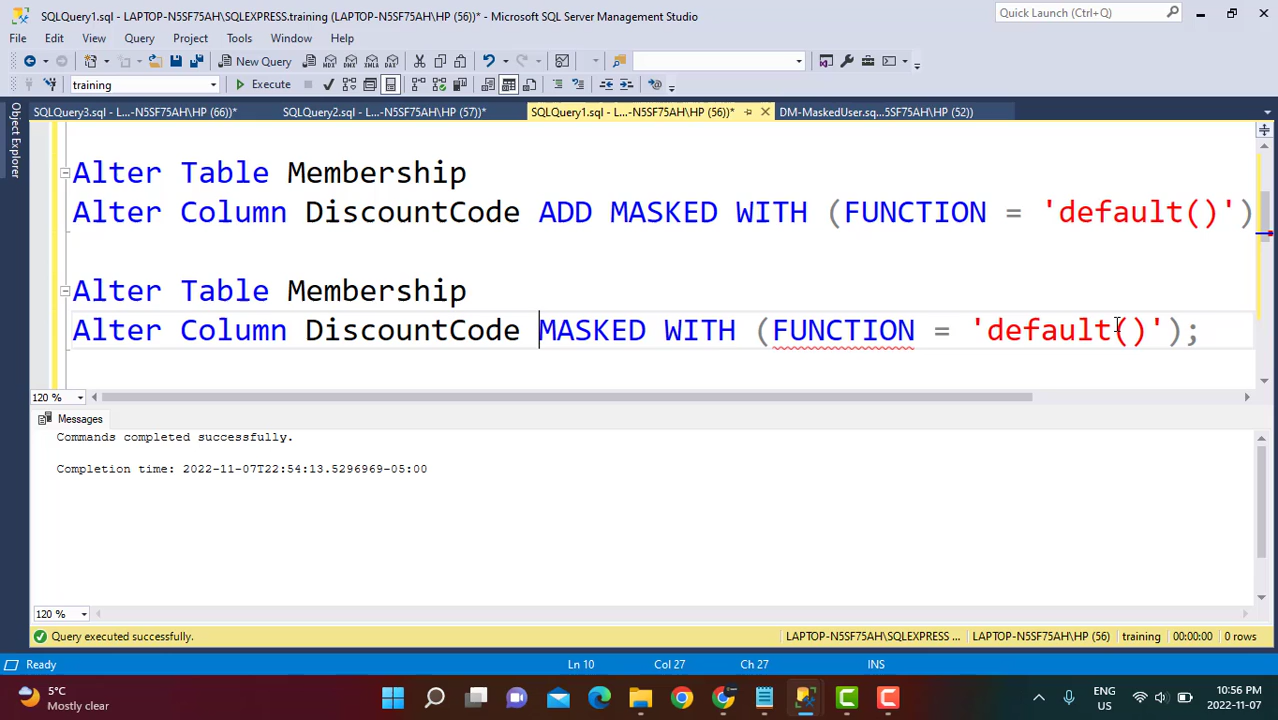 SQLQuery1.sql - LAPTOP-N5SF75AH\SQLEXPRESS.training (LAPTOP-N5SF75AH\HP (56))* - Microsoft SQL Server Management Studio
Quick Launch (Ctrl+Q)
File Edit View Query Project Tools Window Help
New Query
training
Execute
SQLQuery3.sql - L...-N5SF75AH\HP (66))*
SQLQuery2.sql - L...-N5SF75AH\HP (57))*
SQLQuery1.sql - L...-N5SF75AH\HP (56))*
DM-MaskedUser.sq...5SF75AH\HP (52))
Object Explorer
Alter Table Membership
Alter Column DiscountCode ADD MASKED WITH (FUNCTION = 'default()')
Alter Table Membership
Alter Column DiscountCode MASKED WITH (FUNCTION = 'default()');
120 %
Messages
Commands completed successfully.
Completion time: 2022-11-07T22:54:13.5296969-05:00
120 %
Query executed successfully.
LAPTOP-N5SF75AH\SQLEXPRESS ...
LAPTOP-N5SF75AH\HP (56)
training
00:00:00
0 rows
Ready
Ln 10
Col 27
Ch 27
INS
5°C
Mostly clear
ENG
US
10:56 PM
2022-11-07